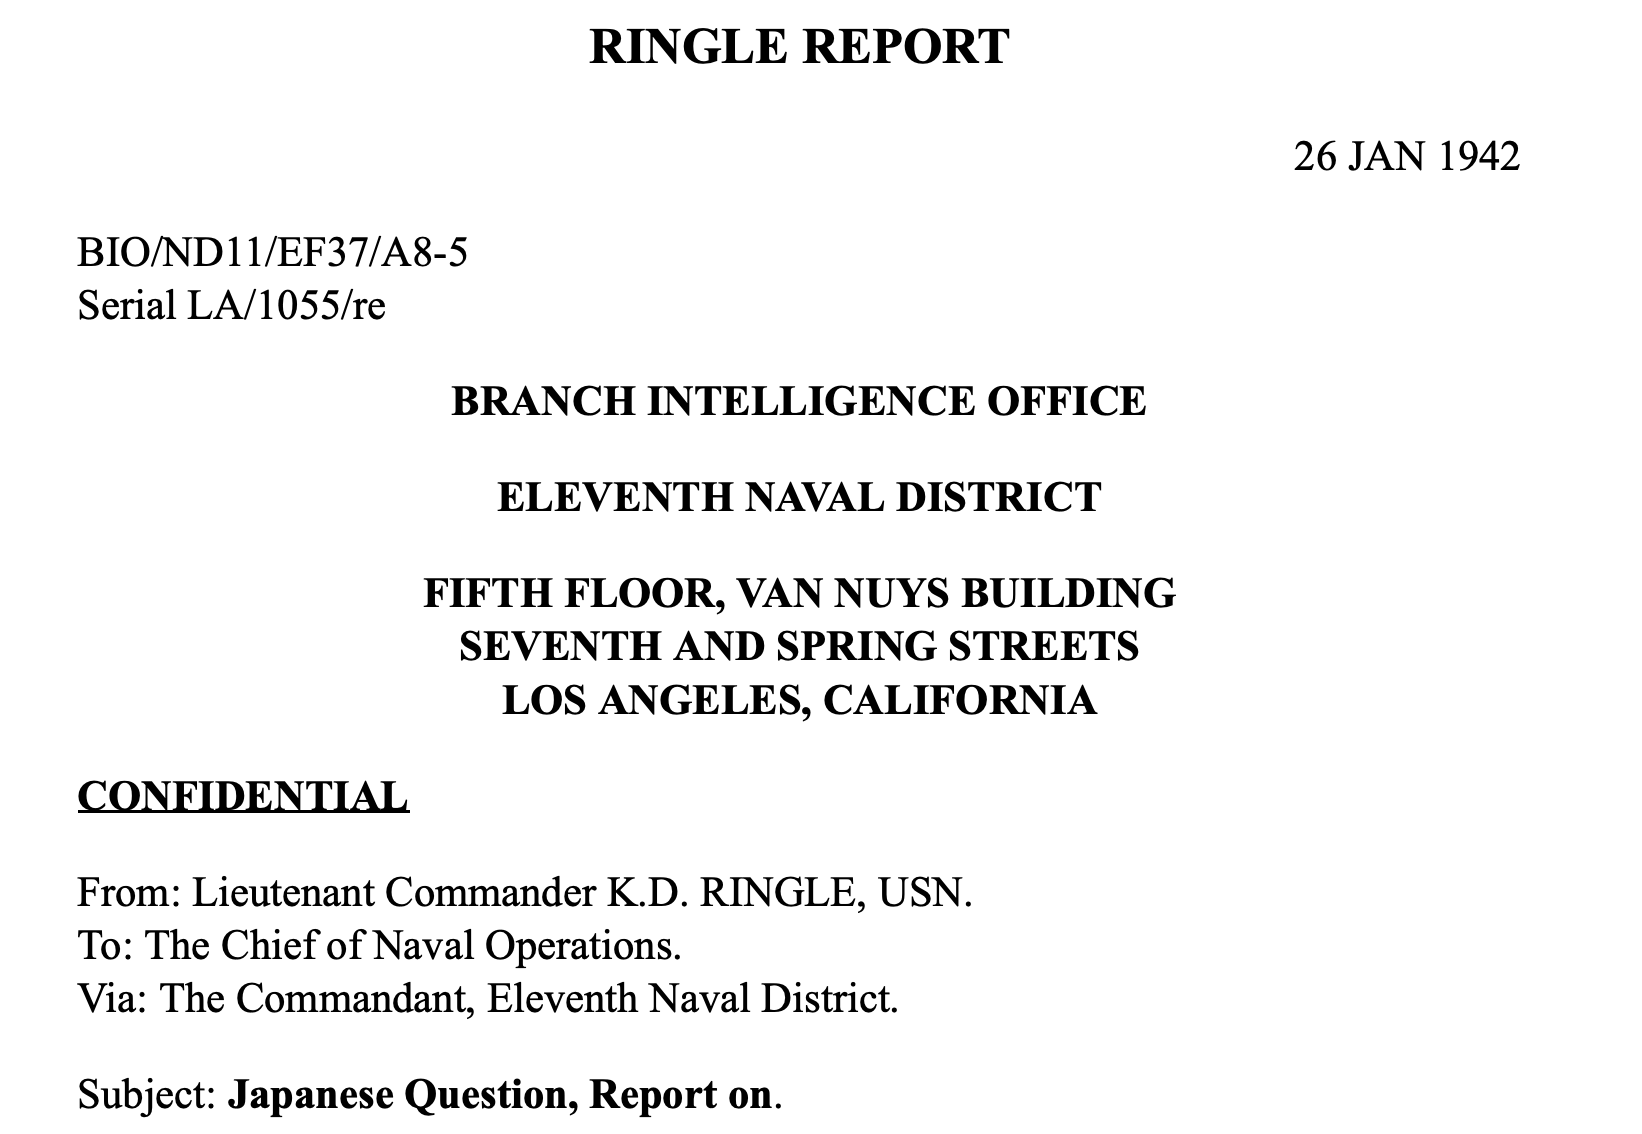 RINGLE REPORT
26 JAN 1942
BIO/ND11/EF37/A8-5
Serial LA/1055/re
BRANCH INTELLIGENCE OFFICE
ELEVENTH NAVAL DISTRICT
FIFTH FLOOR, VAN NUYS BUILDING
SEVENTH AND SPRING STREETS
LOS ANGELES, CALIFORNIA
CONFIDENTIAL
From: Lieutenant Commander K.D. RINGLE, USN.
To: The Chief of Naval Operations.
Via: The Commandant, Eleventh Naval District.
Subject: Japanese Question, Report on.